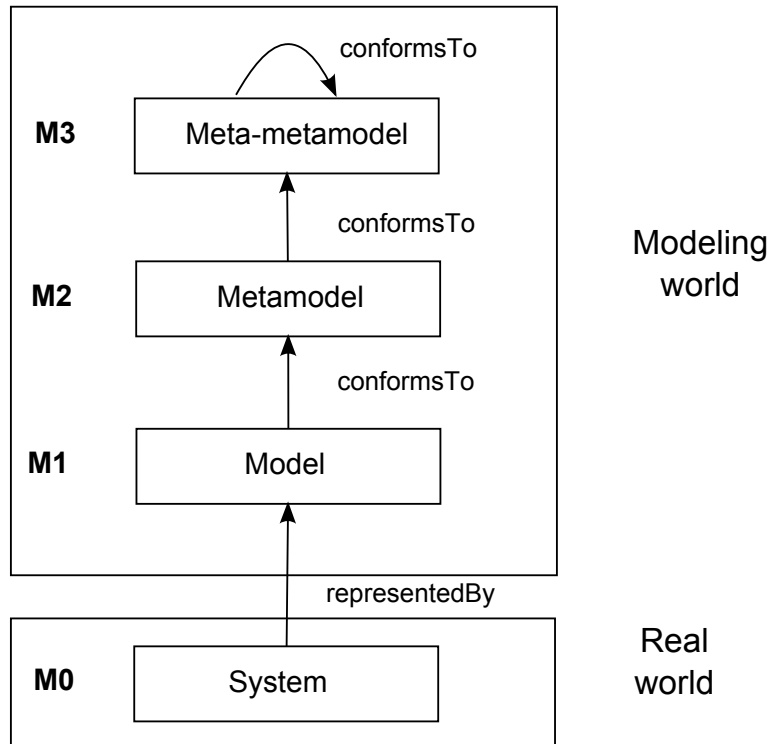 conformsTo
M3
Meta-metamodel
conformsTo
Modeling
world
M2
Metamodel
conformsTo
M1
Model
representedBy
Real
world
M0
System